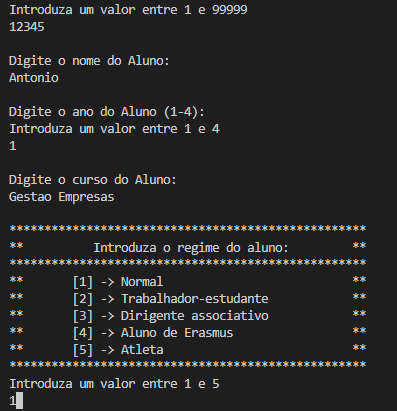 Introduza um valor entre 1 e 99999
12345
Digite o nome do Aluno:
Antonio
Digite o ano do Aluno (1-4):
Introduza um valor entre 1 e 4
1
Digite o curso do Aluno:
Gestao Empresas
***************************************************
**          Introduza o regime do aluno:         **
***************************************************
**       [1] -> Normal                           **
**       [2] -> Trabalhador-estudante            **
**       [3] -> Dirigente associativo            **
**       [4] -> Aluno de Erasmus                 **
**       [5] -> Atleta                           **
***************************************************
Introduza um valor entre 1 e 5
1